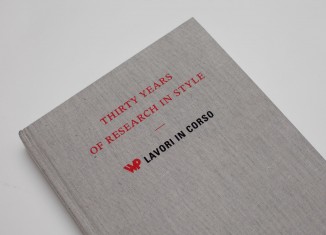 THIRTY YEARS
OF RESEARCH IN STYLE
WP LAVORI IN CORSO